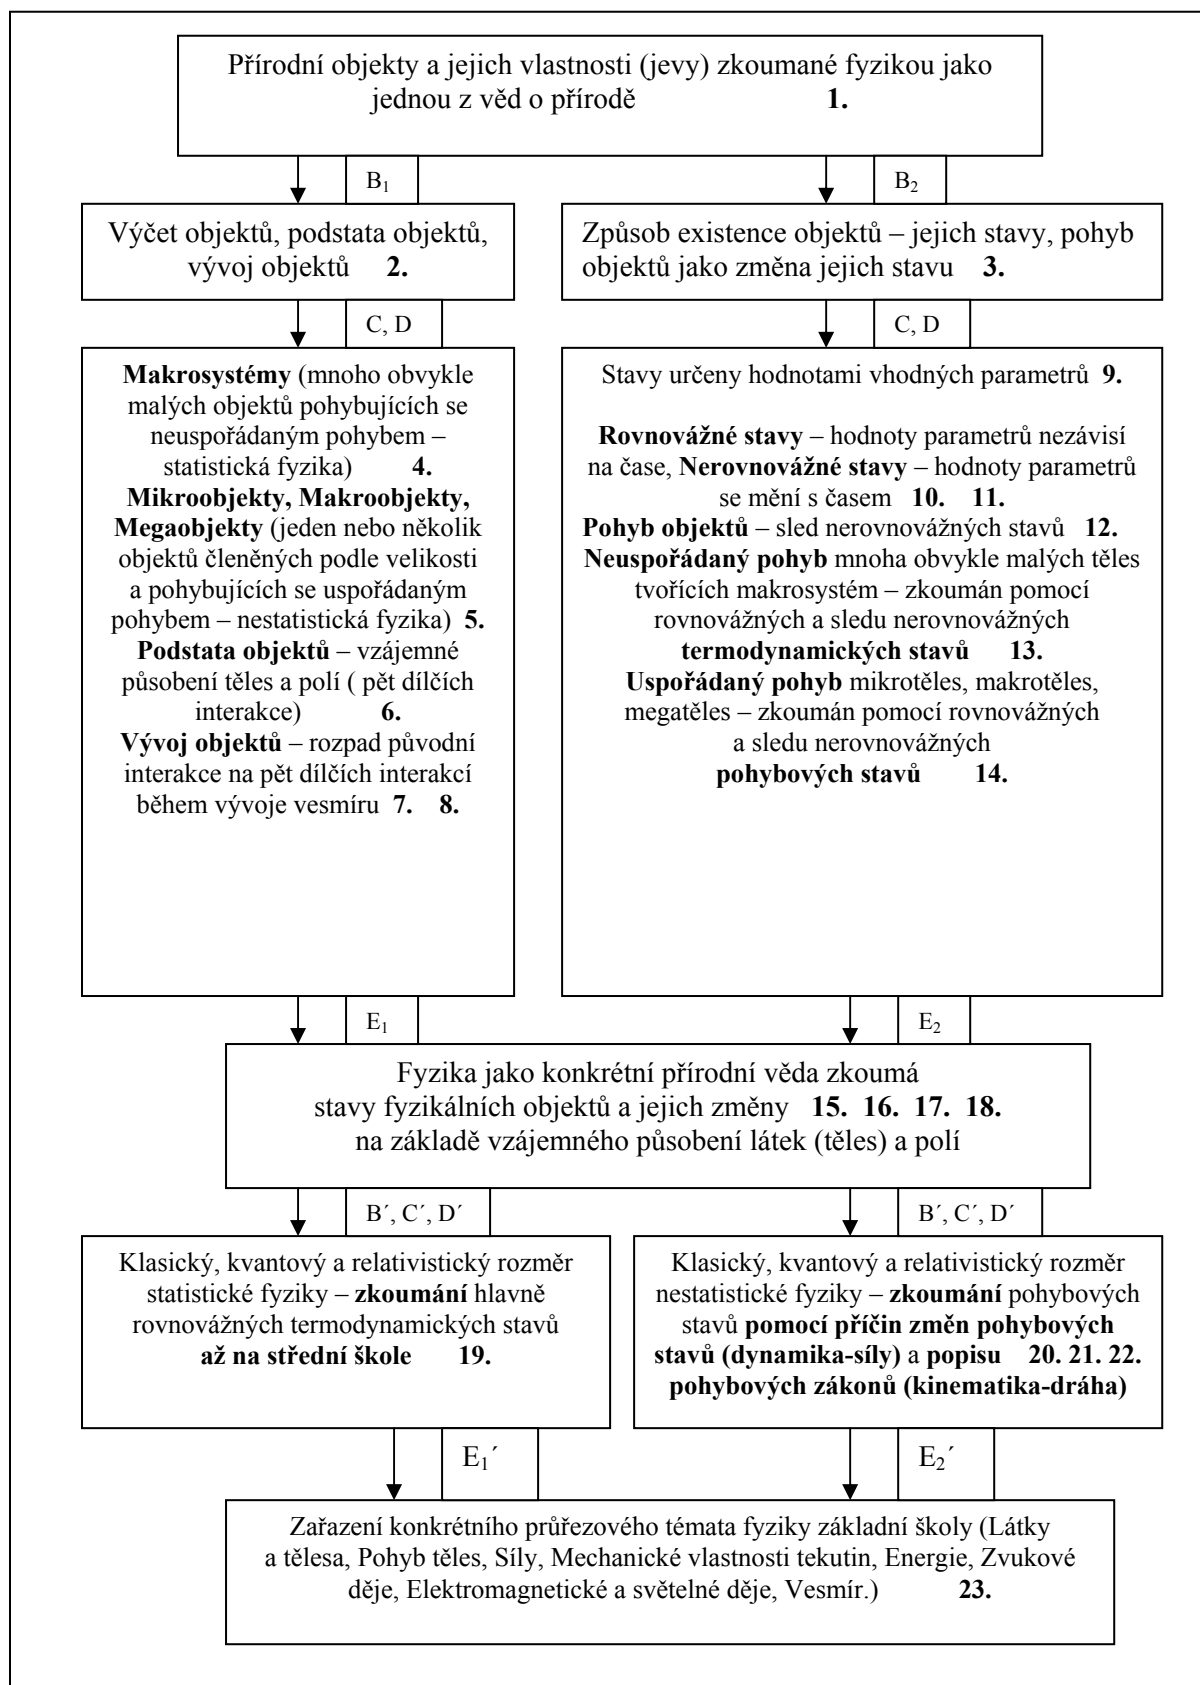 Přírodní objekty a jejich vlastnosti (jevy) zkoumané fyzikou jako
jednou z věd o přírodě 1.
B₁
B₂
Výčet objektů, podstata objektů,
vývoj objektů 2.
Způsob existence objektů – jejich stavy, pohyb
objektů jako změna jejich stavu 3.
C, D
C, D
Makrosystémy (mnoho obvykle
malých objektů pohybujících se
neuspořádaným pohybem –
statistická fyzika) 4.
Mikroobjekty, Makroobjekty,
Megaobjekty (jeden nebo několik
objektů členěných podle velikosti
a pohybujících se uspořádaným
pohybem – nestatistická fyzika) 5.
Podstata objektů – vzájemné
působení těles a polí ( pět dílčích
interakce) 6.
Vývoj objektů – rozpad původní
interakce na pět dílčích interakcí
během vývoje vesmíru 7. 8.
Stavy určeny hodnotami vhodných parametrů 9.
Rovnovážné stavy – hodnoty parametrů nezávisí
na čase, Nerovnovážné stavy – hodnoty parametrů
se mění s časem 10. 11.
Pohyb objektů – sled nerovnovážných stavů 12.
Neuspořádaný pohyb mnoha obvykle malých těles
tvořících makrosystém – zkoumán pomocí
rovnovážných a sledu nerovnovážných
termodynamických stavů 13.
Uspořádaný pohyb mikrotěles, makrotěles,
megatěles – zkoumán pomocí rovnovážných
a sledu nerovnovážných
pohybových stavů 14.
E₁
E₂
Fyzika jako konkrétní přírodní věda zkoumá
stavy fyzikálních objektů a jejich změny 15. 16. 17. 18.
na základě vzájemného působení látek (těles) a polí
B´, C´, D´
B´, C´, D´
Klasický, kvantový a relativistický rozměr
statistické fyziky – zkoumání hlavně
rovnovážných termodynamických stavů
až na střední škole 19.
Klasický, kvantový a relativistický rozměr
nestatistické fyziky – zkoumání pohybových
stavů pomocí příčin změn pohybových
stavů (dynamika-síly) a popisu 20. 21. 22.
pohybových zákonů (kinematika-dráha)
E₁´
E₂´
Zařazení konkrétního průřezového témata fyziky základní školy (Látky
a tělesa, Pohyb těles, Síly, Mechanické vlastnosti tekutin, Energie, Zvukové
děje, Elektromagnetické a světelné děje, Vesmír.) 23.